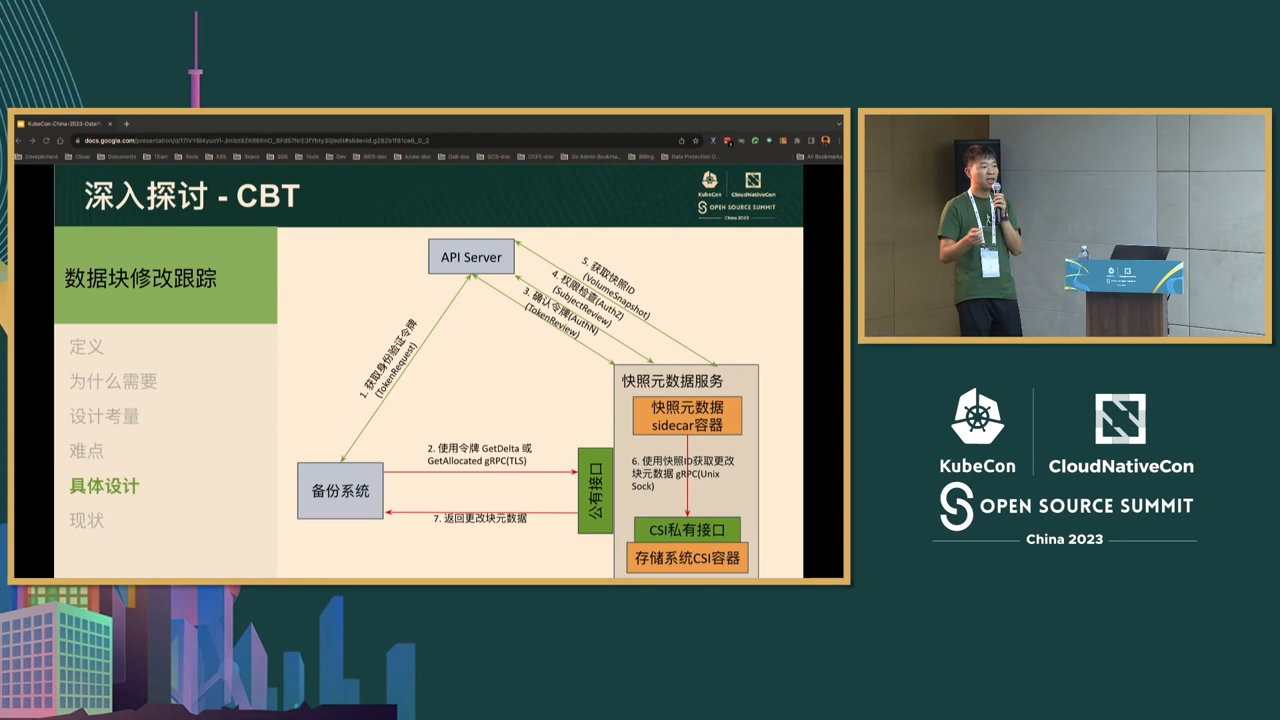 深入探讨 - CBT
KubeCon
CloudNativeCon
OPEN SOURCE SUMMIT
China 2023
数据块修改跟踪
定义
为什么需要
设计考量
难点
具体设计
现状
API Server
5. 获取快照ID
(VolumeSnapshot)
4. 权限检查(AuthZ)
(SubjectReview)
3. 确认令牌(AuthN)
(TokenReview)
1. 获取身份验证令牌
(TokenRequest)
快照元数据服务
快照元数据
sidecar容器
2. 使用令牌 GetDelta 或
GetAllocated gRPC(TLS)
6. 使用快照ID获取更改
块元数据 gRPC(Unix
Sock)
备份系统
公有接口
7. 返回更改块元数据
CSI私有接口
存储系统CSI容器
KubeCon
CloudNativeCon
OPEN SOURCE SUMMIT
China 2023